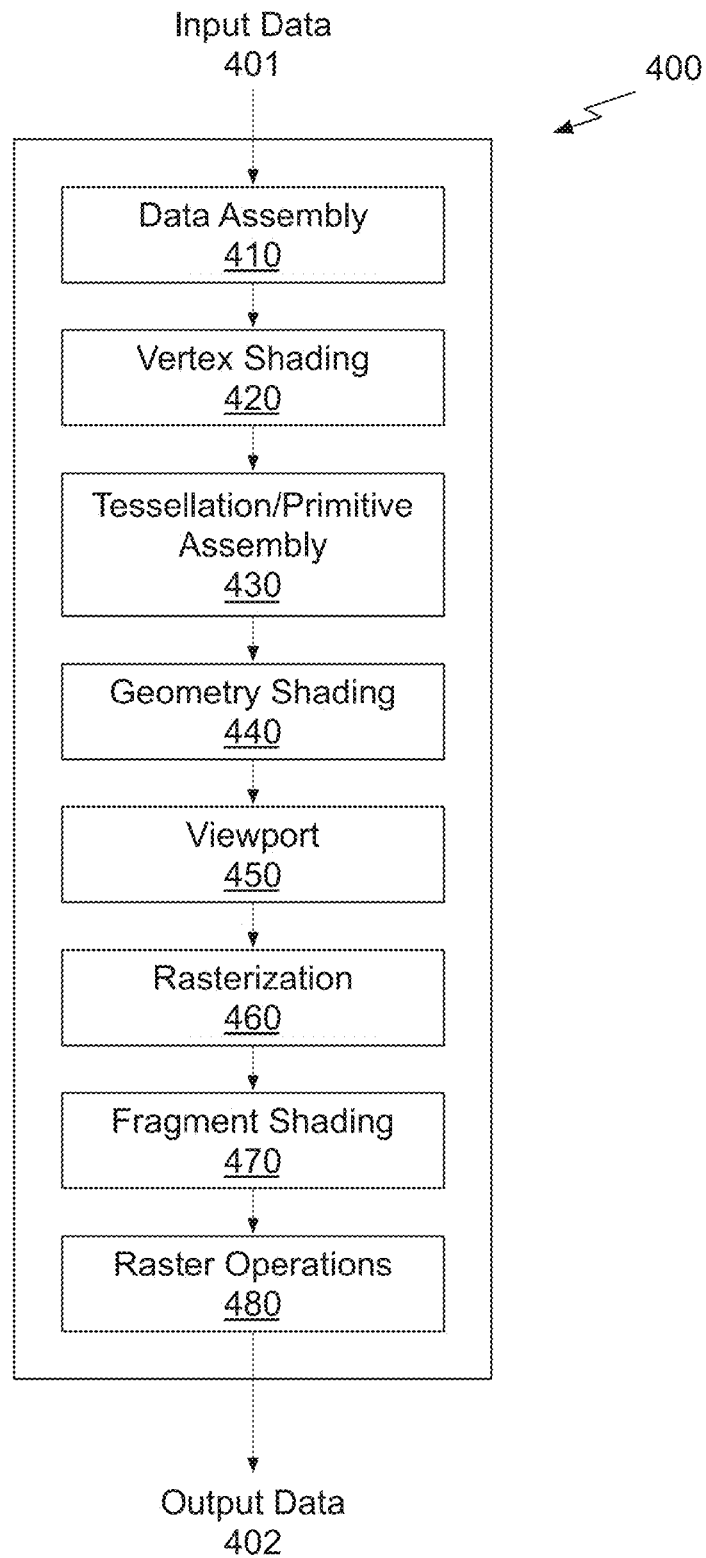 Input Data
401
400
Data Assembly
410
Vertex Shading
420
Tessellation/Primitive
Assembly
430
Geometry Shading
440
Viewport
450
Rasterization
460
Fragment Shading
470
Raster Operations
480
Output Data
402